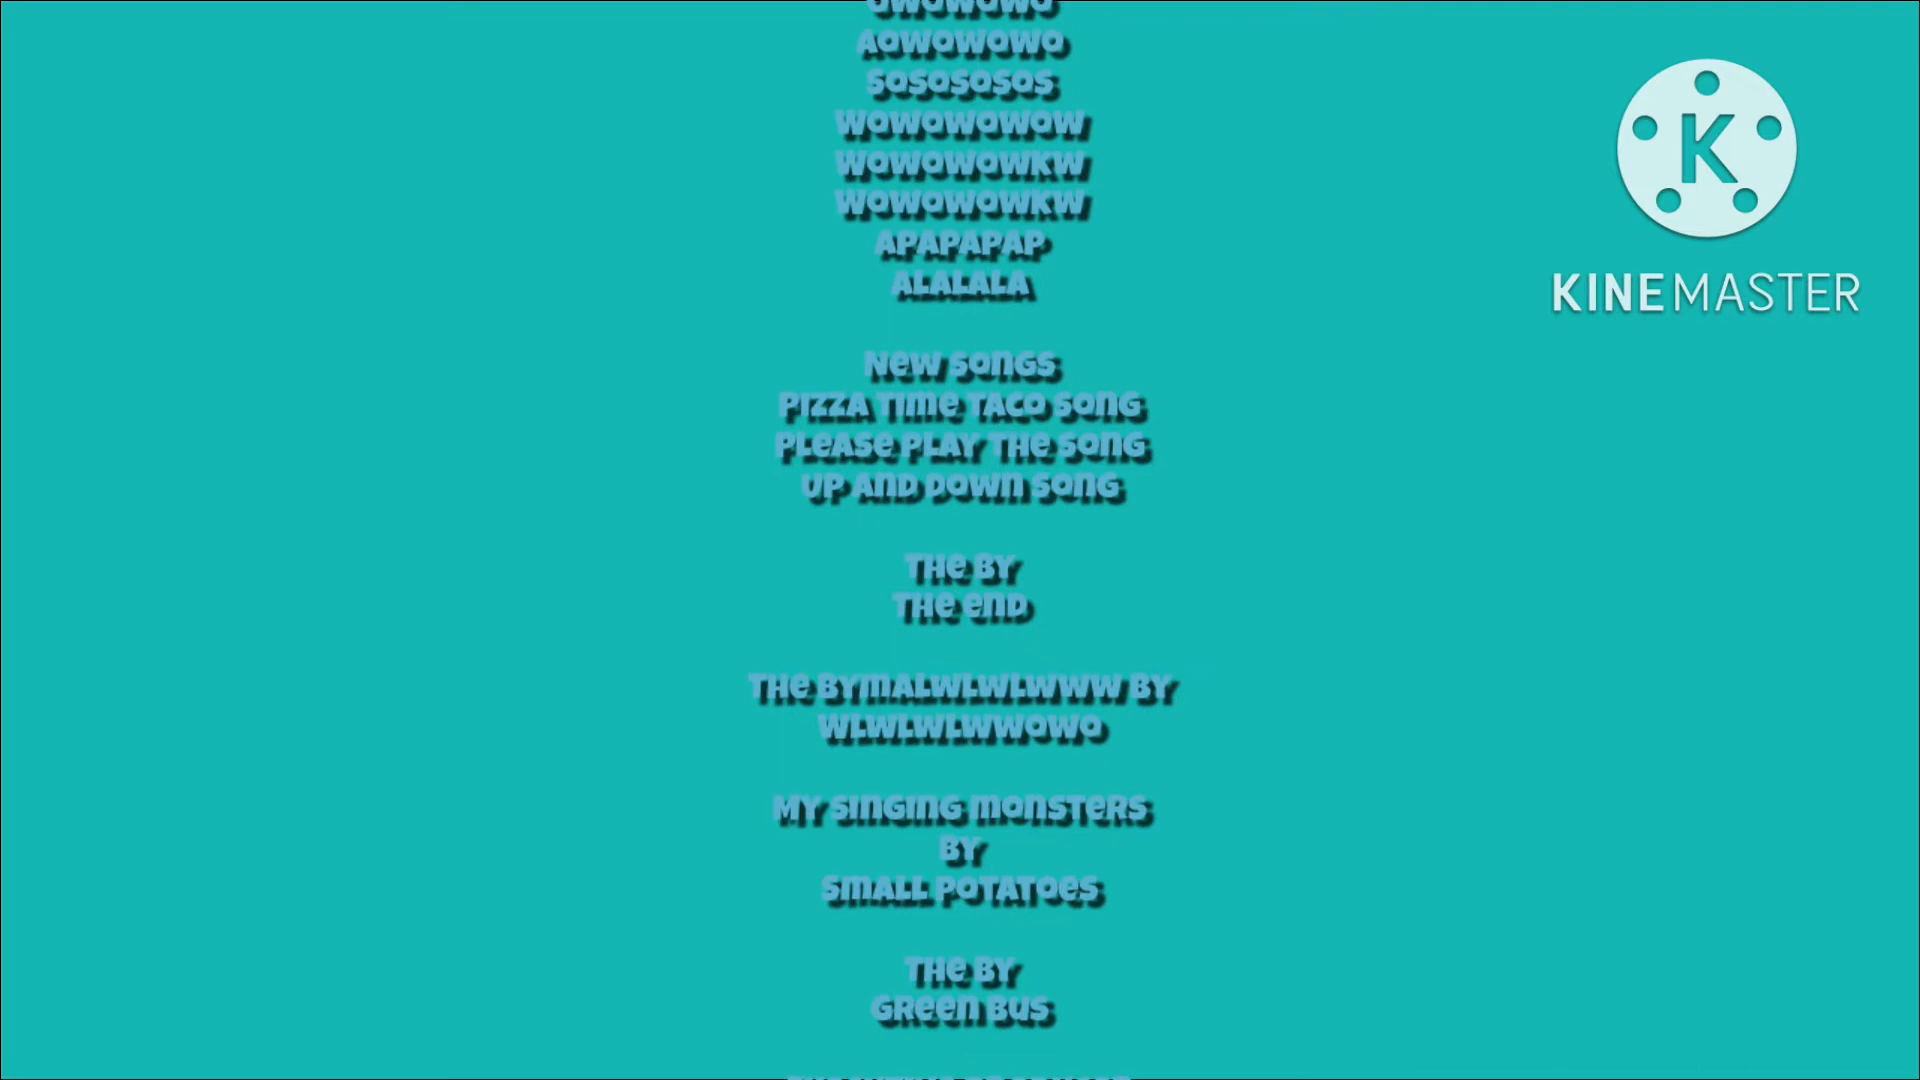 OWOWOWO
AOWOWOWO
SOSOSOSOS
WOWOWOWOW
WOWOWOWKW
WOWOWOWKW
APAPAPAP
ALALALA
NEW SONGS
PIZZA TIME TACO SONG
PLEASE PLAY THE SONG
UP AND DOWN SONG
THE BY
THE END
THE BYMALWLWLWWW BY
WLWLWLWWOWO
MY SINGING MONSTERS
BY
SMALL POTATOES
THE BY
GREEN BUS
K
KINEMASTER